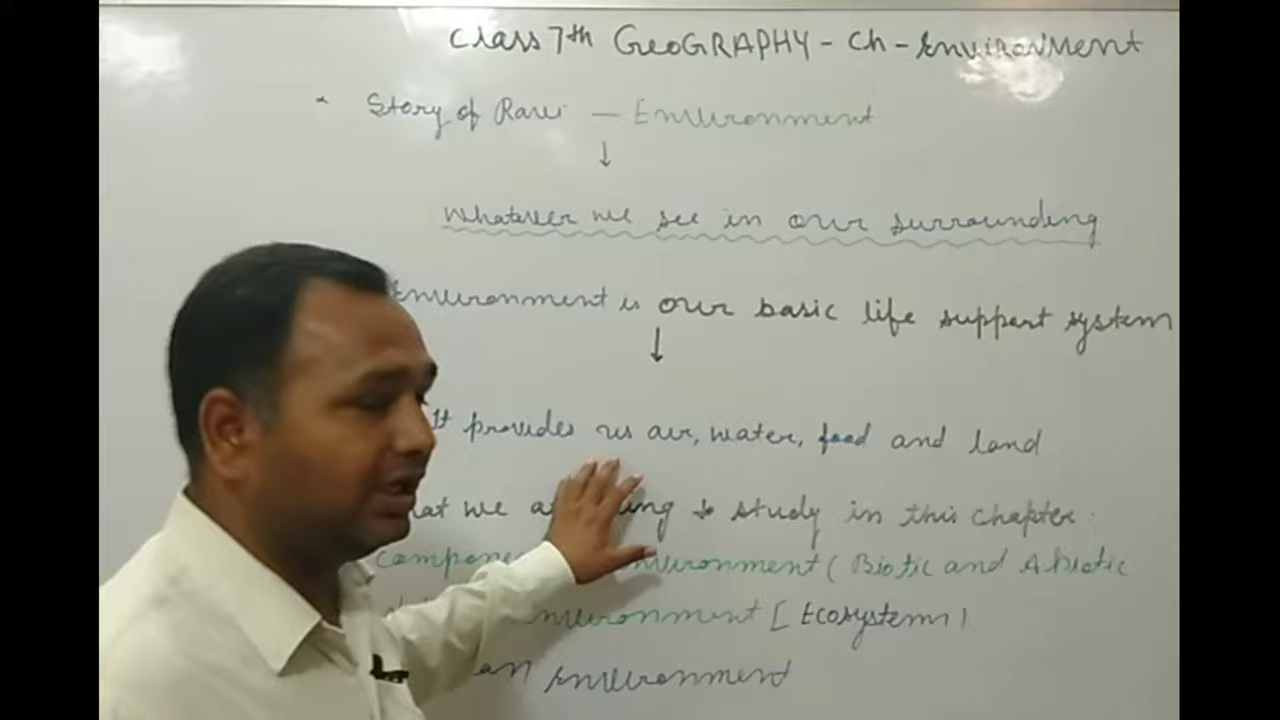 Class 7th GEOGRAPHY - Ch - Environment
Story of Ravi — Environment
↓
Whatever we see in our surrounding
Environment is our basic life support system
↓
It provides us air, water, food and land
we to study in this chapter.
Environment ( Biotic and Abiotic
Environment [ Ecosystem )
Environment